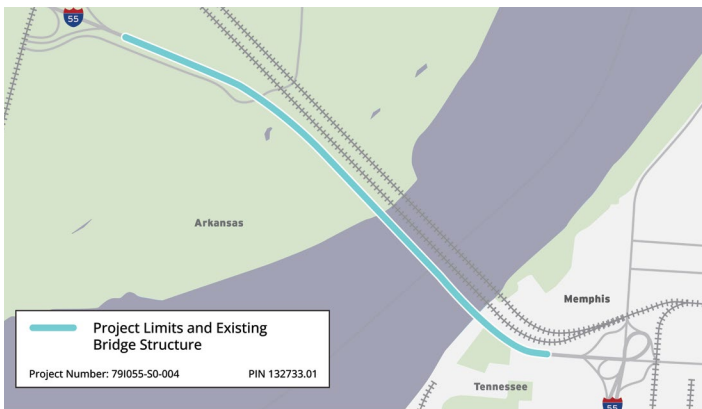 55
Arkansas
Memphis
Project Limits and Existing
Bridge Structure
Project Number: 79I055-S0-004 PIN 132733.01
Tennessee
55